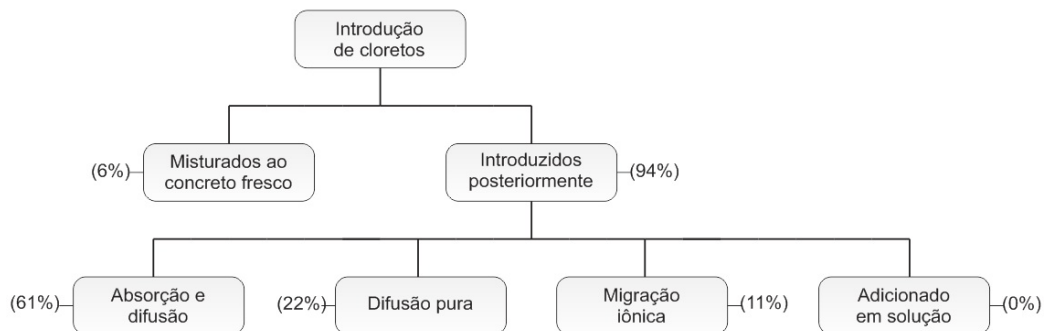 Introdução
de cloretos
(6%)
Misturados ao
concreto fresco
Introduzidos
posteriormente
(94%)
(61%)
Absorção e
difusão
(22%)
Difusão pura
Migração
iônica
(11%)
Adicionado
em solução
(0%)